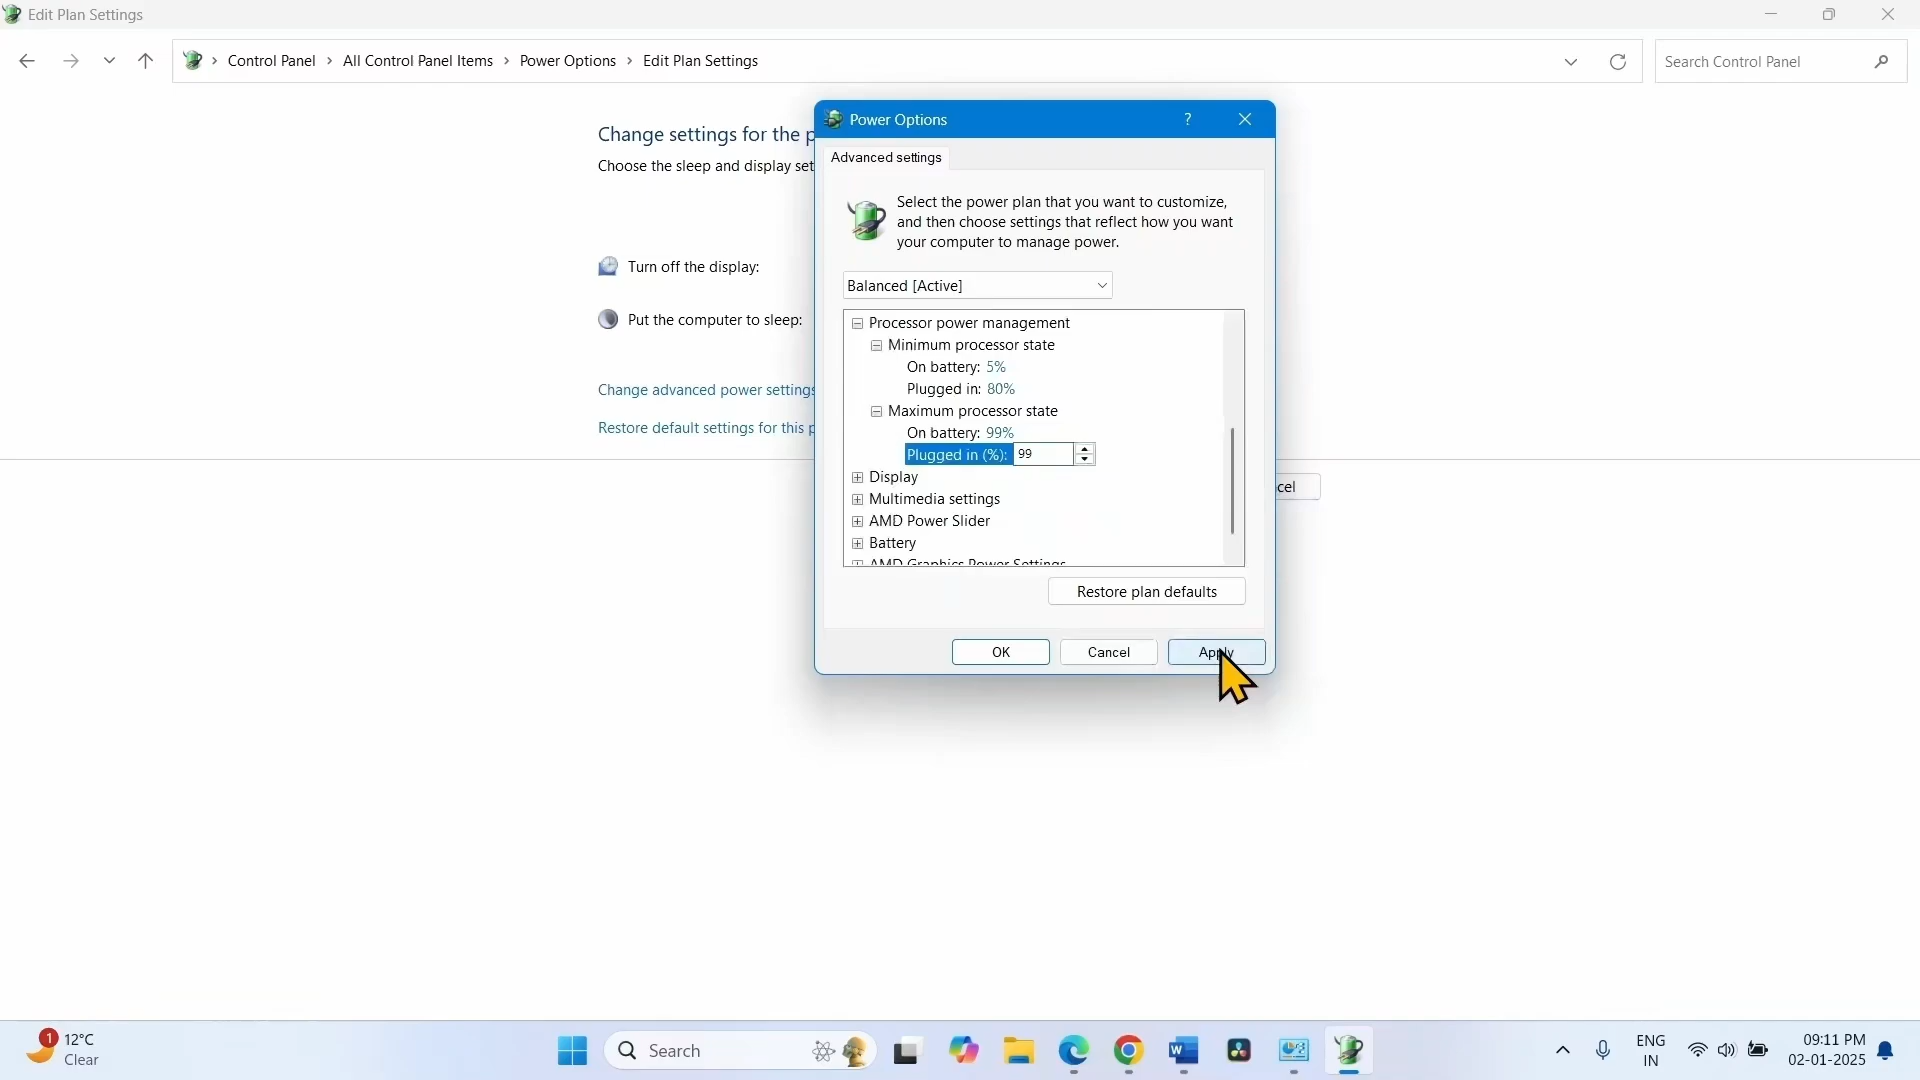 Edit Plan Settings
Control Panel > All Control Panel Items > Power Options > Edit Plan Settings
Search Control Panel
Change settings for the p
Choose the sleep and display set
Turn off the display:
Put the computer to sleep:
Change advanced power settings
Restore default settings for this p
cel
Power Options
?
Advanced settings
Select the power plan that you want to customize,
and then choose settings that reflect how you want
your computer to manage power.
Balanced [Active]
Processor power management
Minimum processor state
On battery: 5%
Plugged in: 80%
Maximum processor state
On battery: 99%
Plugged in (%): 99
Display
Multimedia settings
AMD Power Slider
Battery
AMD Graphics Power Settings
Restore plan defaults
OK
Cancel
Apply
1
12°C
Clear
Search
ENG
IN
09:11 PM
02-01-2025